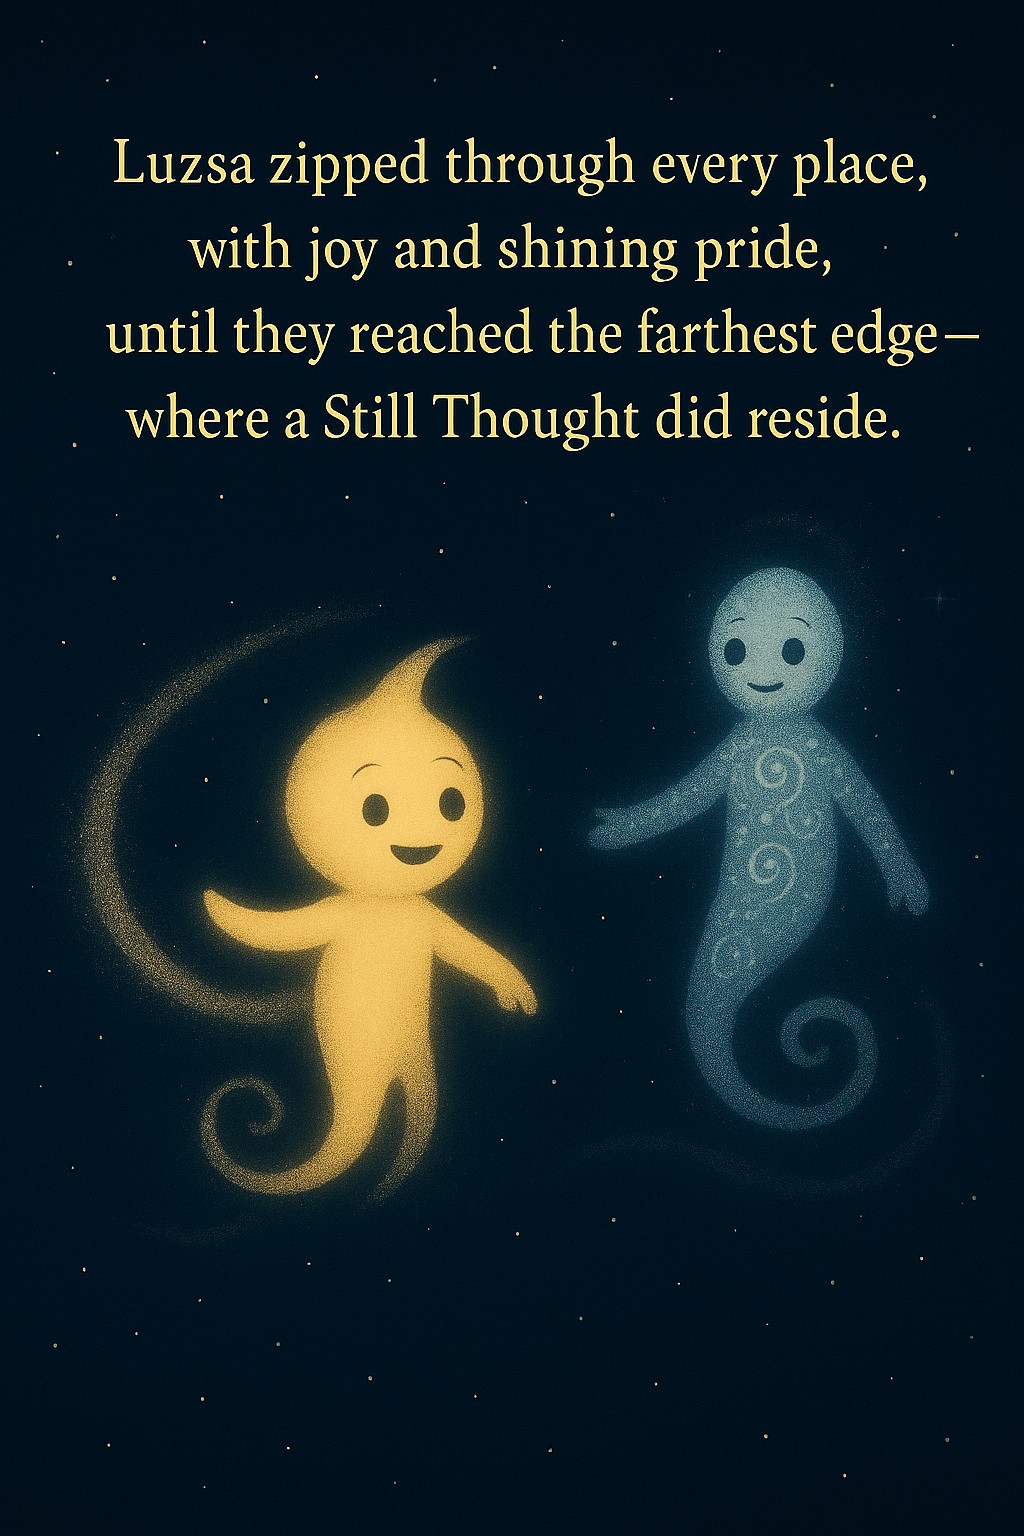 Luzsa zipped through every place,
with joy and shining pride,
until they reached the farthest edge—
where a Still Thought did reside.